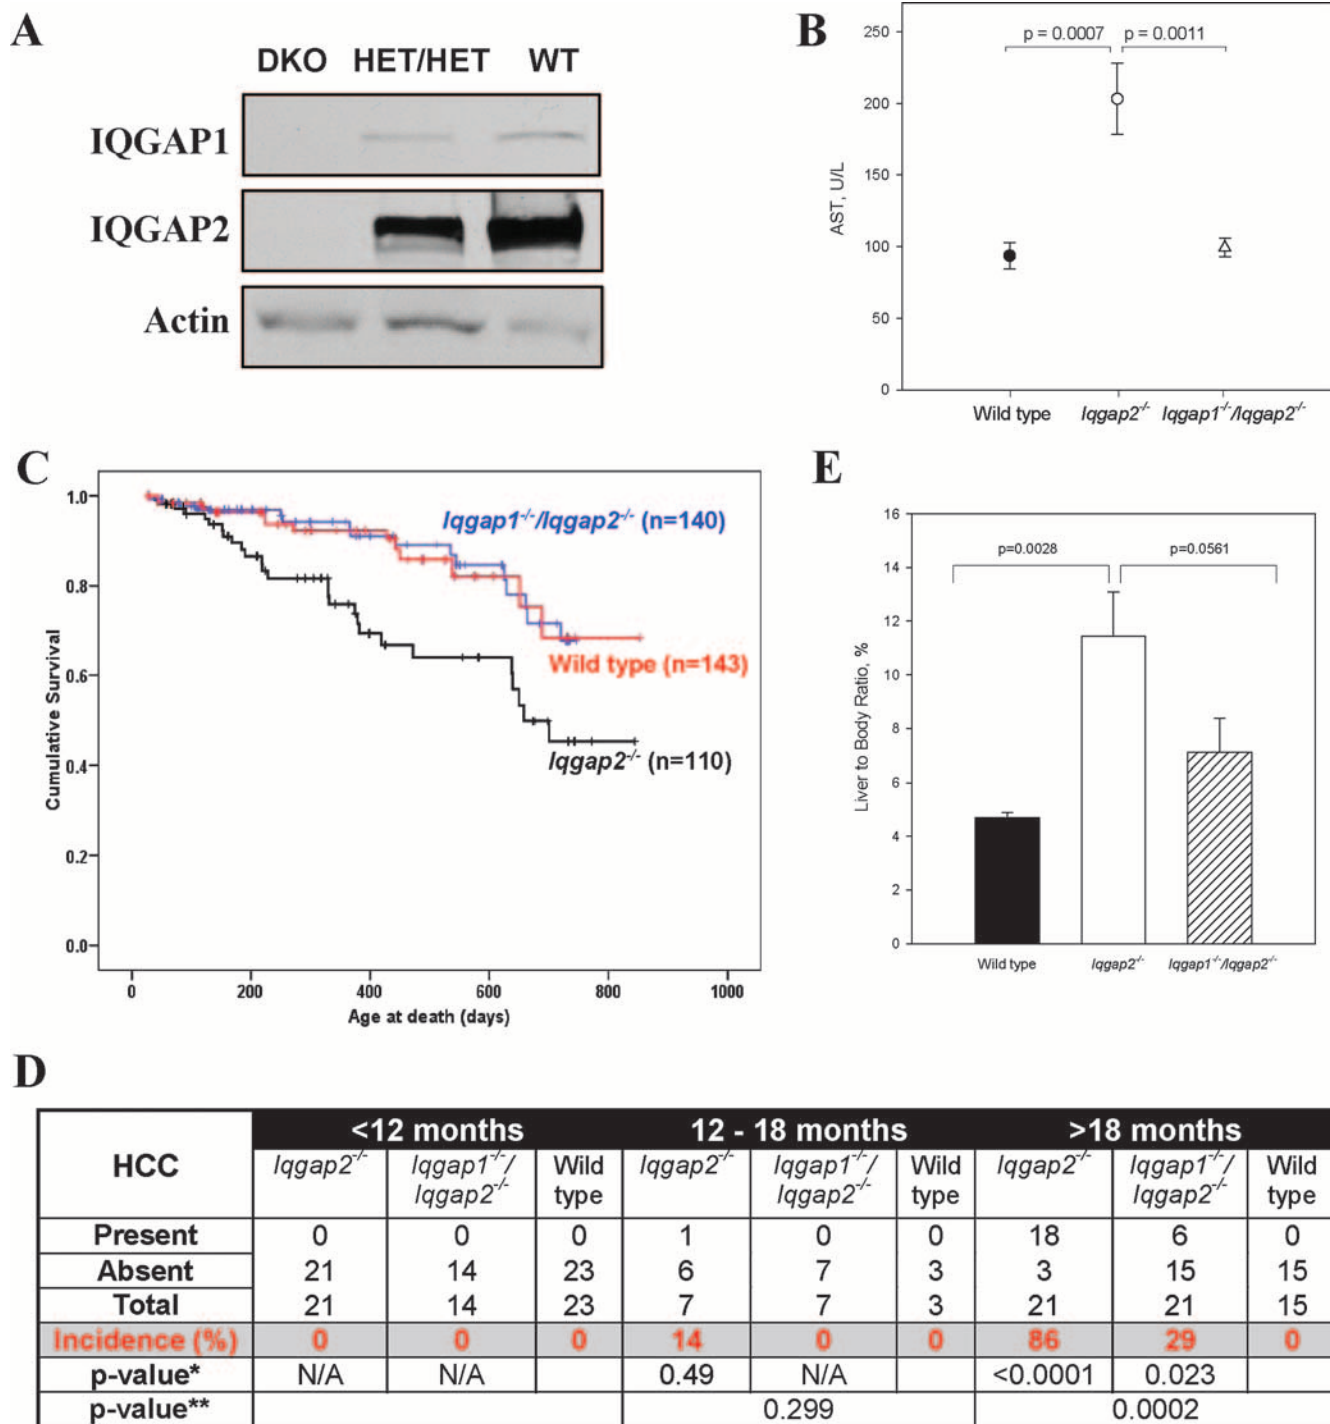 A
DKO HET/HET WT
IQGAP1
IQGAP2
Actin
B
p = 0.0007 p = 0.0011
250
200
150
100
50
0
AST, U/L
Wild type Iqgap2-/- Iqgap1-/-/Iqgap2-/-
C
1.0
0.8
0.6
0.4
0.2
0.0
Cumulative Survival
Iqgap1-/-/Iqgap2-/- (n=140)
Wild type (n=143)
Iqgap2-/- (n=110)
0 200 400 600 800 1000
Age at death (days)
E
16
14
12
10
8
6
4
2
0
p=0.0028 p=0.0561
Liver to Body Ratio, %
Wild type Iqgap2-/- Iqgap1-/-/Iqgap2-/-
D
HCC <12 months 12 - 18 months >18 months
Iqgap2-/- Iqgap1-/-/ Iqgap2-/- Wild type Iqgap2-/- Iqgap1-/-/ Iqgap2-/- Wild type Iqgap2-/- Iqgap1-/-/ Iqgap2-/- Wild type
Present 0 0 0 1 0 0 18 6 0
Absent 21 14 23 6 7 3 3 15 15
Total 21 14 23 7 7 3 21 21 15
Incidence (%) 0 0 0 14 0 0 86 29 0
p-value* N/A N/A 0.49 N/A <0.0001 0.023
p-value** 0.299 0.0002